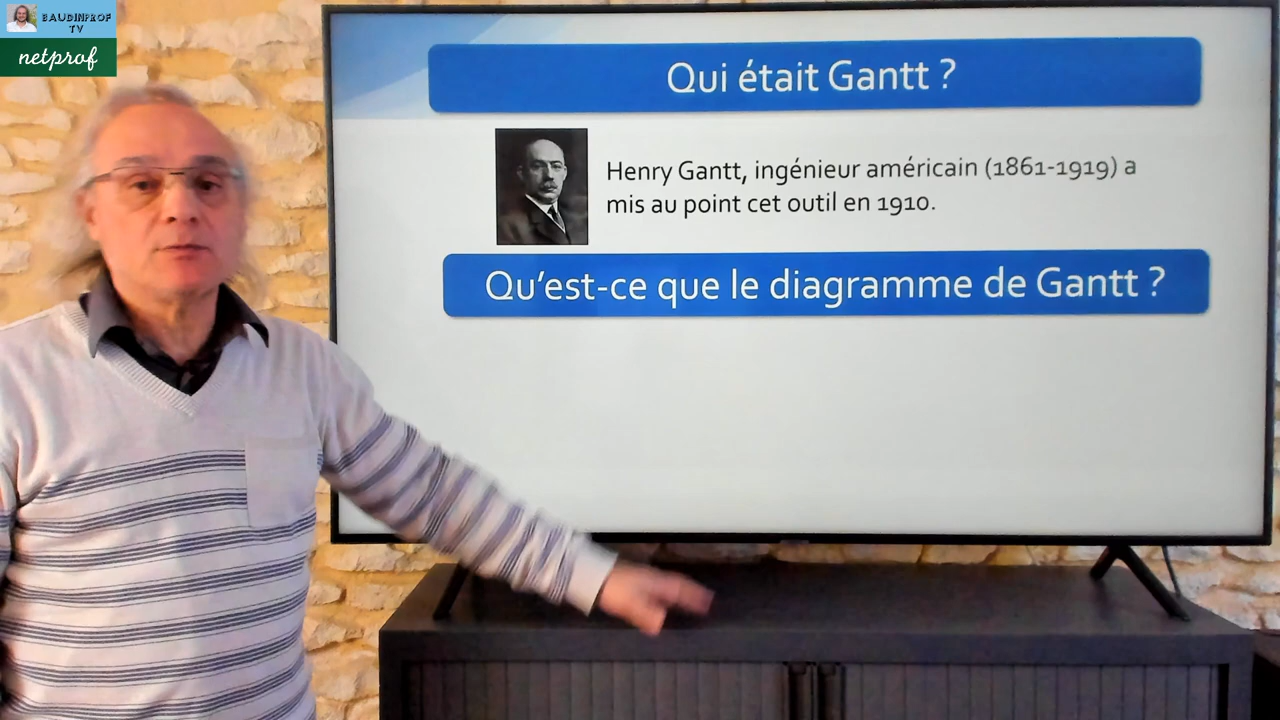 BAUDINPROF
TV
netprof
Qui était Gantt ?
Henry Gantt, ingénieur américain (1861-1919) a
mis au point cet outil en 1910.
Qu'est-ce que le diagramme de Gantt ?